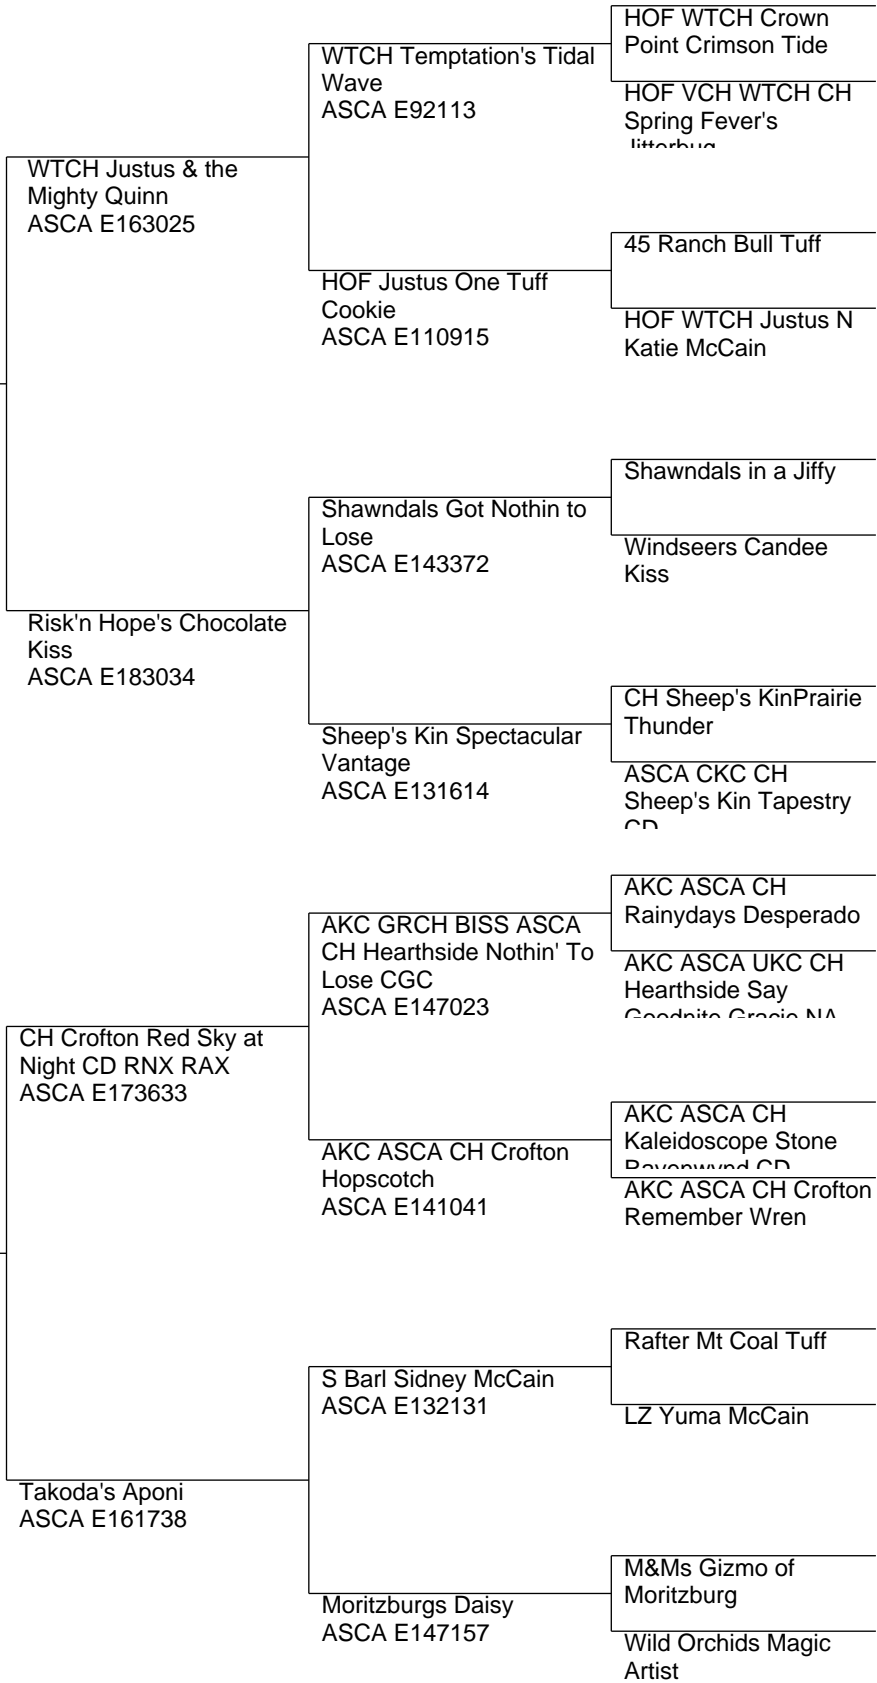 HOF WTCH Crown
Point Crimson Tide
WTCH Temptation's Tidal
Wave
ASCA E92113
HOF VCH WTCH CH
Spring Fever's
Jitterbug
WTCH Justus & the
Mighty Quinn
ASCA E163025
45 Ranch Bull Tuff
HOF Justus One Tuff
Cookie
ASCA E110915
HOF WTCH Justus N
Katie McCain
Shawndals in a Jiffy
Shawndals Got Nothin to
Lose
ASCA E143372
Windseers Candee
Kiss
Risk'n Hope's Chocolate
Kiss
ASCA E183034
CH Sheep's KinPrairie
Thunder
Sheep's Kin Spectacular
Vantage
ASCA E131614
ASCA CKC CH
Sheep's Kin Tapestry
CD
AKC ASCA CH
Rainydays Desperado
AKC GRCH BISS ASCA
CH Hearthside Nothin' To
Lose CGC
ASCA E147023
AKC ASCA UKC CH
Hearthside Say
Goodnite Gracie NA
CH Crofton Red Sky at
Night CD RNX RAX
ASCA E173633
AKC ASCA CH
Kaleidoscope Stone
Ravenwynd CD
AKC ASCA CH Crofton
Hopscotch
ASCA E141041
AKC ASCA CH Crofton
Remember Wren
Rafter Mt Coal Tuff
S Barl Sidney McCain
ASCA E132131
LZ Yuma McCain
Takoda's Aponi
ASCA E161738
M&Ms Gizmo of
Moritzburg
Moritzburgs Daisy
ASCA E147157
Wild Orchids Magic
Artist